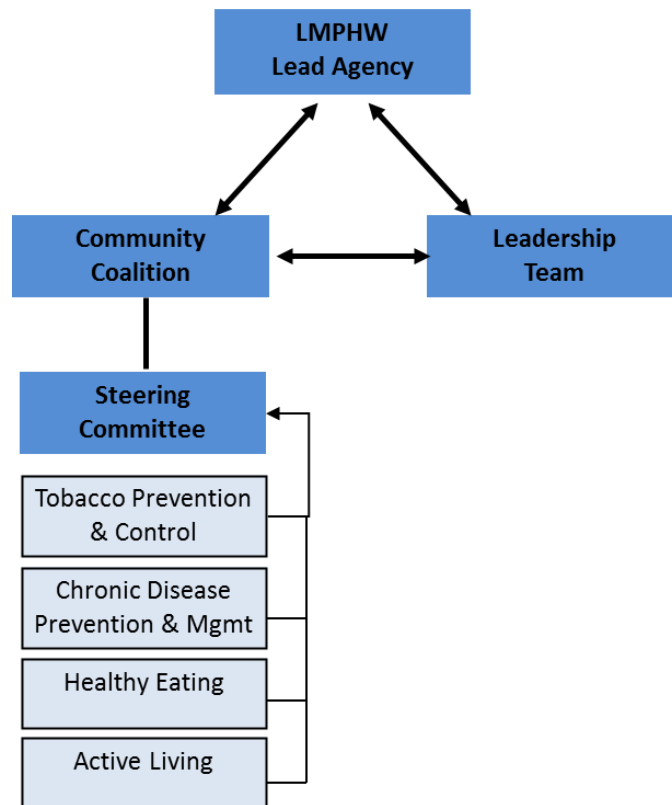 LMPHW
Lead Agency
Community
Coalition
Leadership
Team
Steering
Committee
Tobacco Prevention
& Control
Chronic Disease
Prevention & Mgmt
Healthy Eating
Active Living